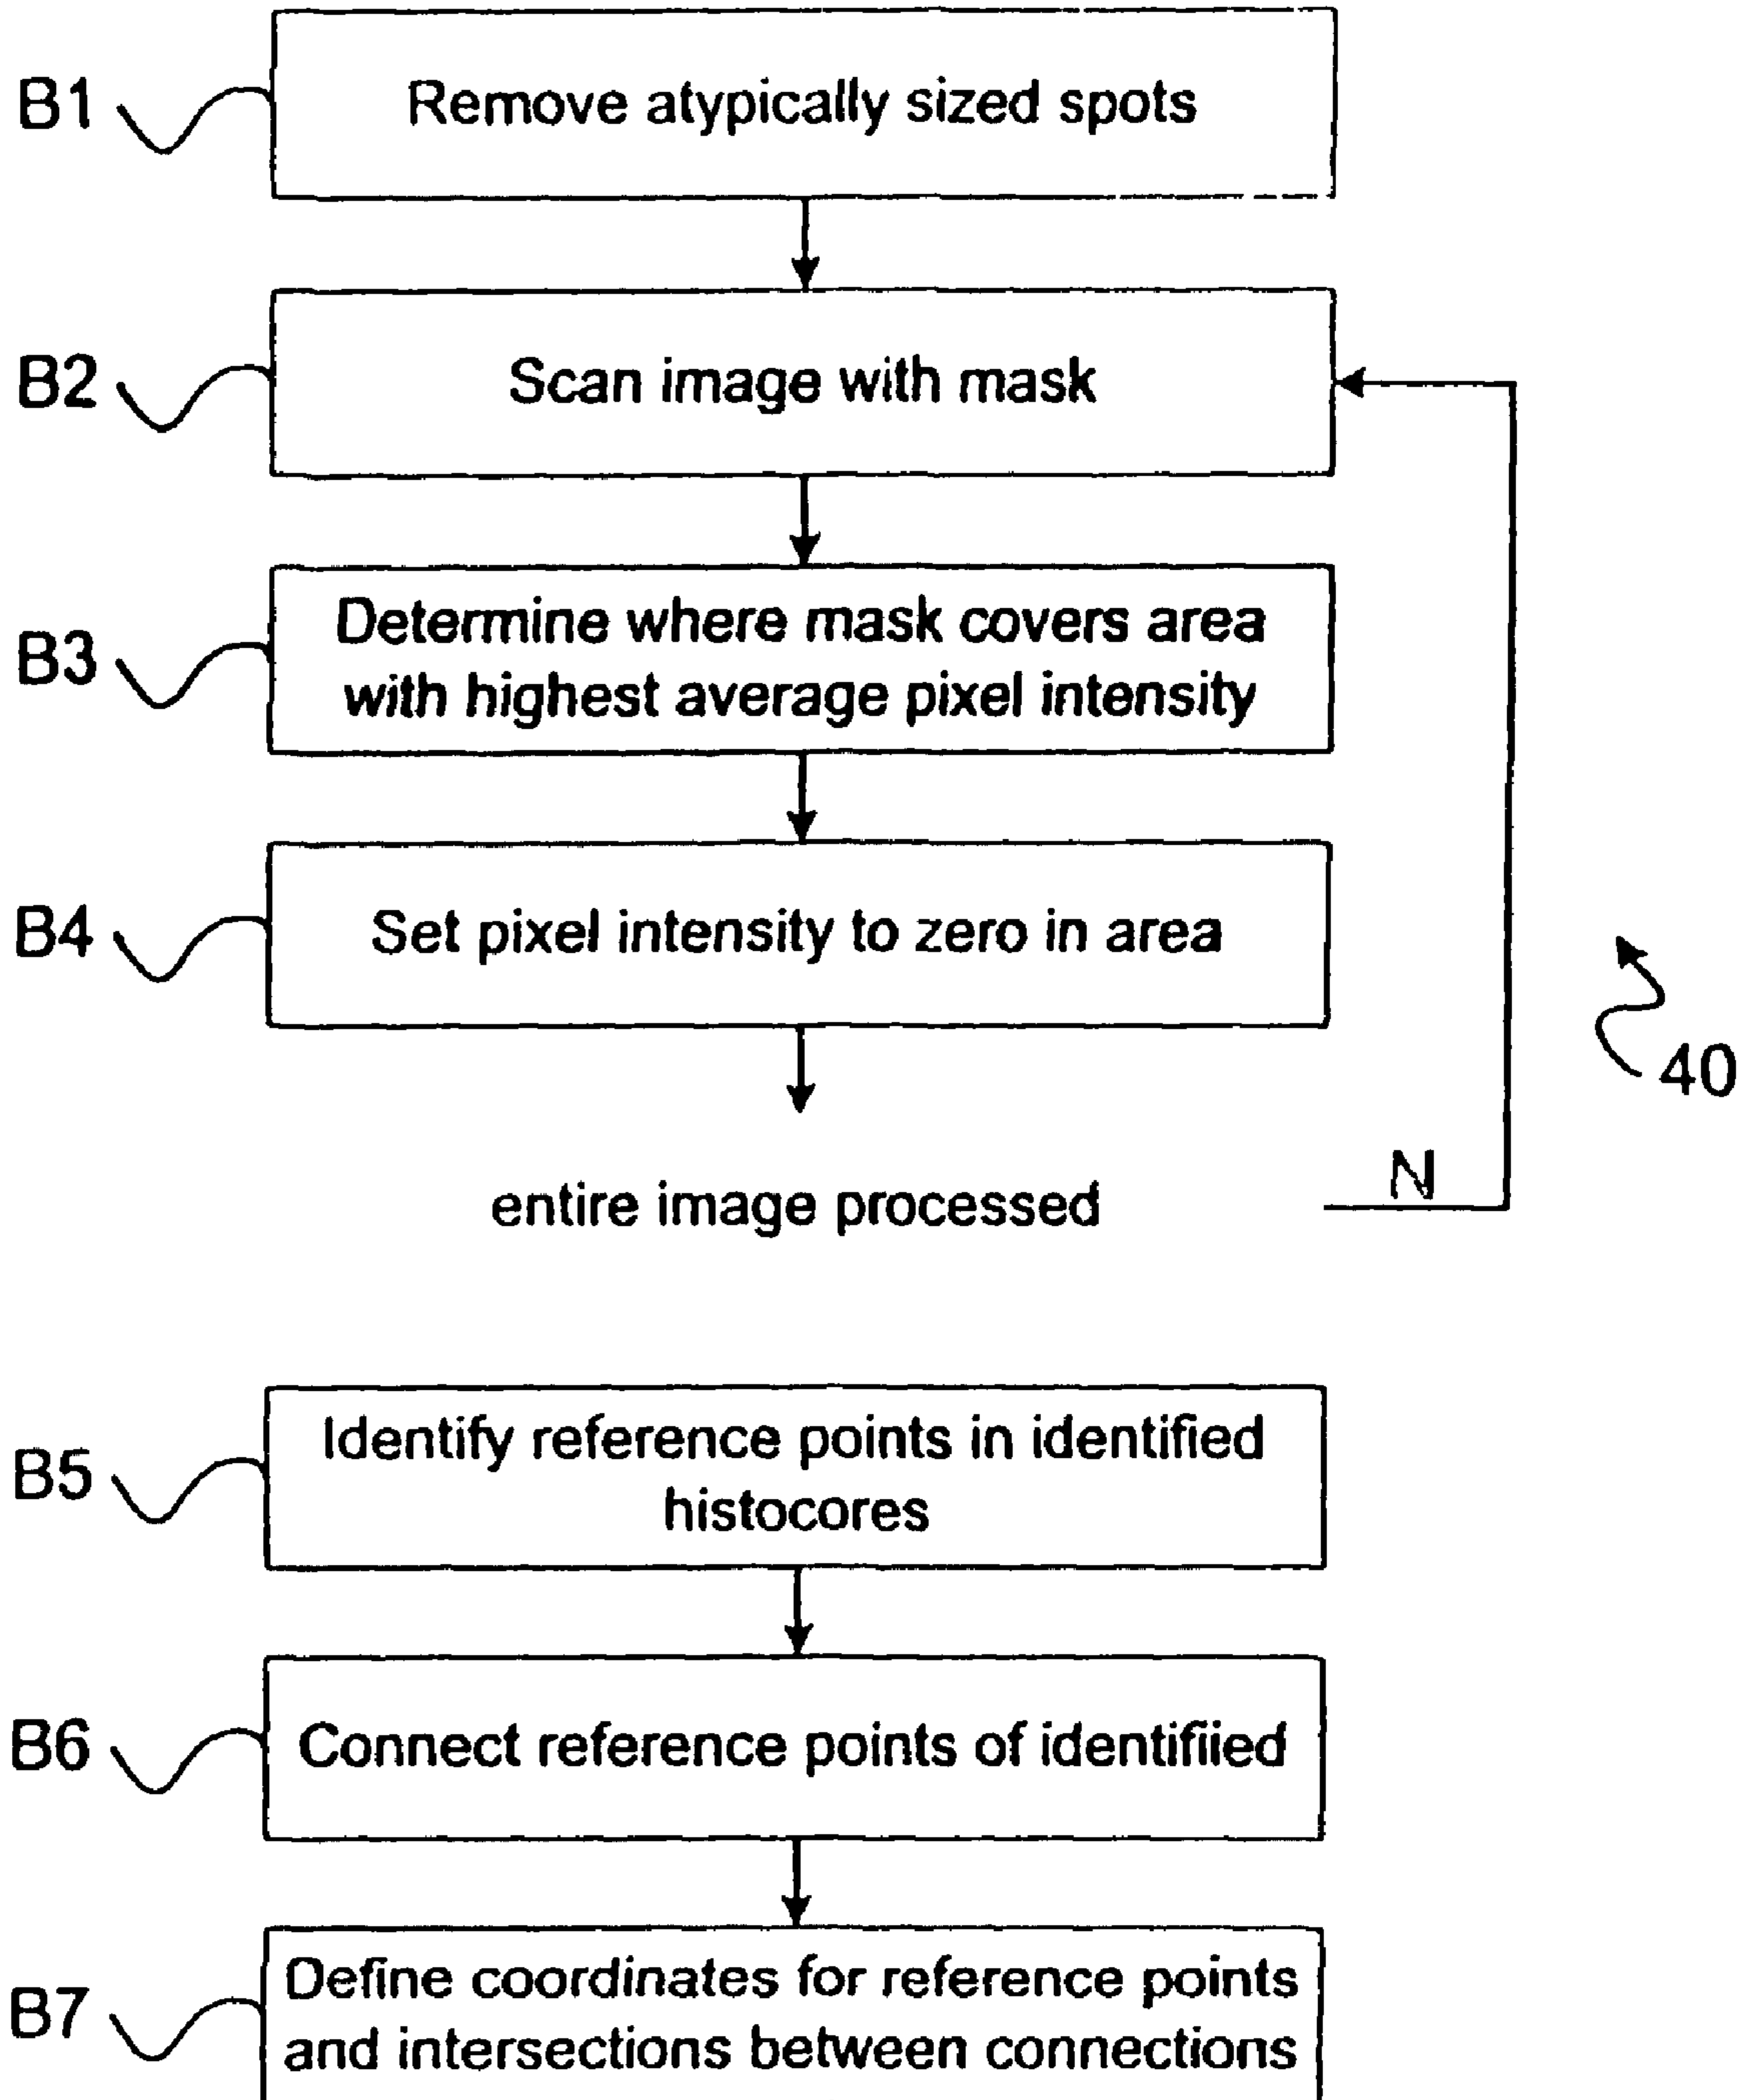 B1
Remove atypically sized spots
B2
Scan image with mask
B3
Determine where mask covers area
with highest average pixel intensity
B4
Set pixel intensity to zero in area
40
entire image processed
N
B5
Identify reference points in identified
histocores
B6
Connect reference points of identifiied
B7
Define coordinates for reference points
and intersections between connections